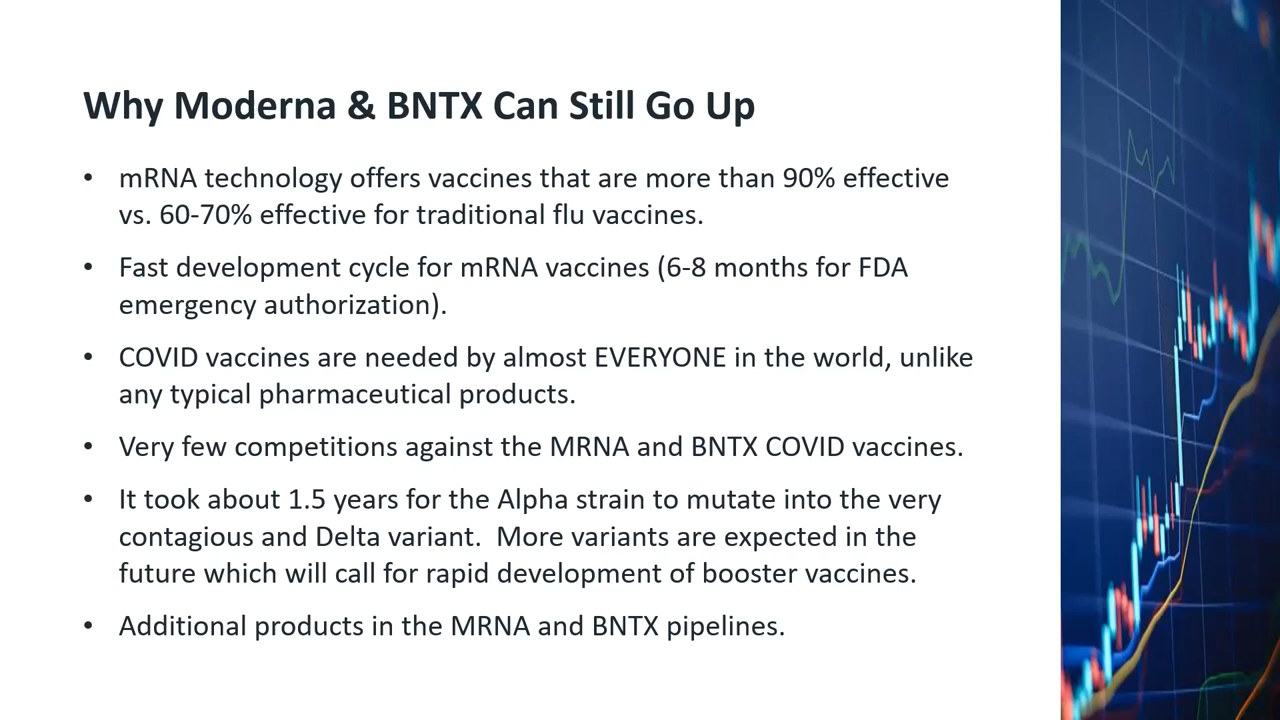 Why Moderna & BNTX Can Still Go Up
• mRNA technology offers vaccines that are more than 90% effective
vs. 60-70% effective for traditional flu vaccines.
• Fast development cycle for mRNA vaccines (6-8 months for FDA
emergency authorization).
• COVID vaccines are needed by almost EVERYONE in the world, unlike
any typical pharmaceutical products.
• Very few competitions against the MRNA and BNTX COVID vaccines.
• It took about 1.5 years for the Alpha strain to mutate into the very
contagious and Delta variant.  More variants are expected in the
future which will call for rapid development of booster vaccines.
• Additional products in the MRNA and BNTX pipelines.